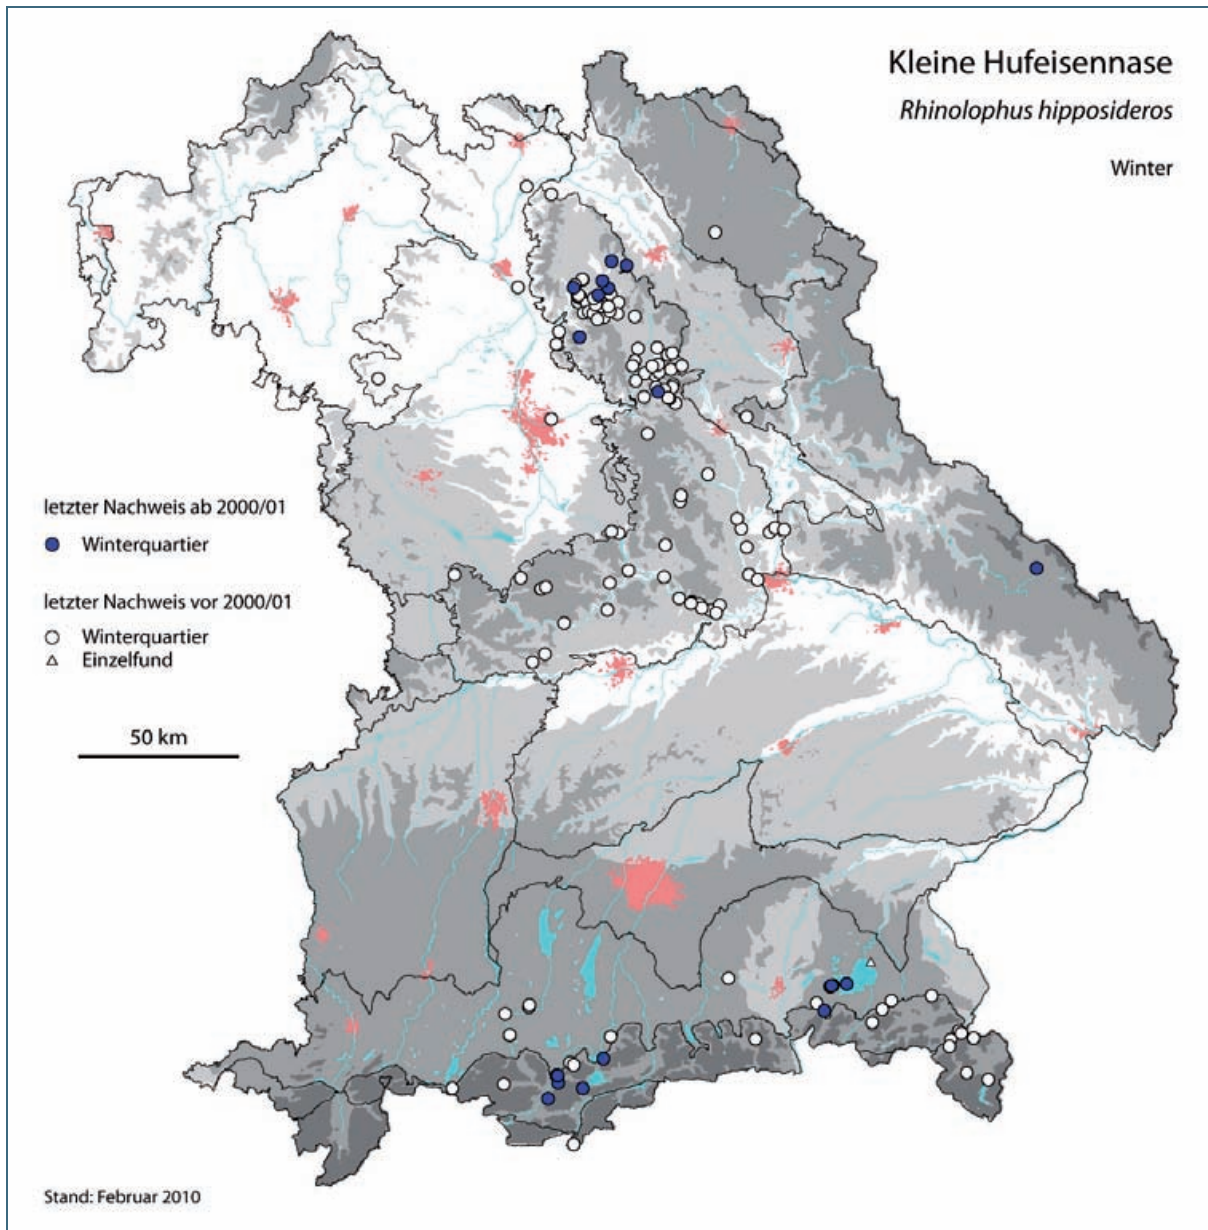 Kleine Hufeisennase
Rhinolophus hipposideros
Winter
letzter Nachweis ab 2000/01
Winterquartier
letzter Nachweis vor 2000/01
Winterquartier
Einzelfund
50 km
Stand: Februar 2010